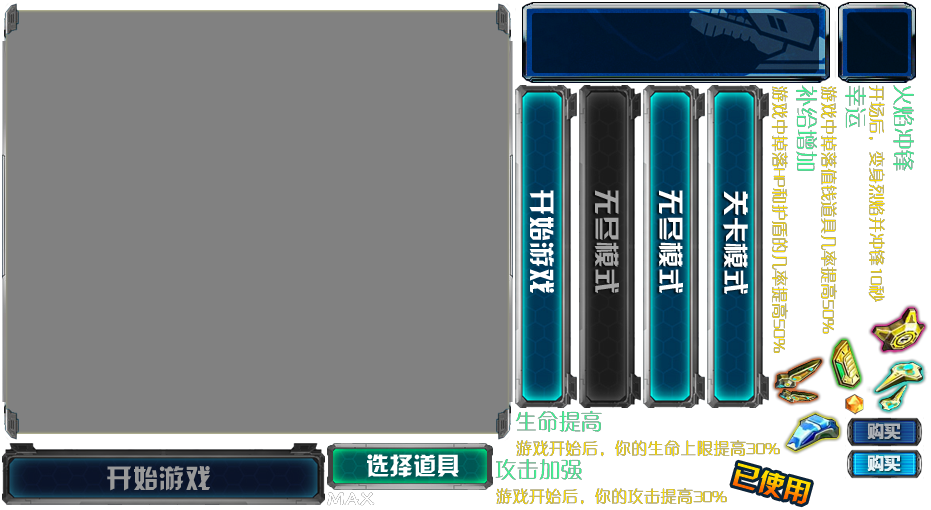 开始游戏
无尽模式
无尽模式
关卡模式
火焰冲锋
开场后，变身烈焰并冲锋10秒
幸运
游戏中掉落值钱道具几率提高50%
补给增加
游戏中掉落HP和护盾的几率提高50%
生命提高
游戏开始后，你的生命上限提高30%
攻击加强
游戏开始后，你的攻击提高30%
购买
购买
已使用
开始游戏
选择道具
MAX